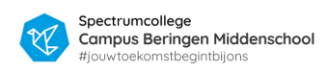 Spectrumcollege
Campus Beringen Middenschool
#jouwtoekomstbegintbijons